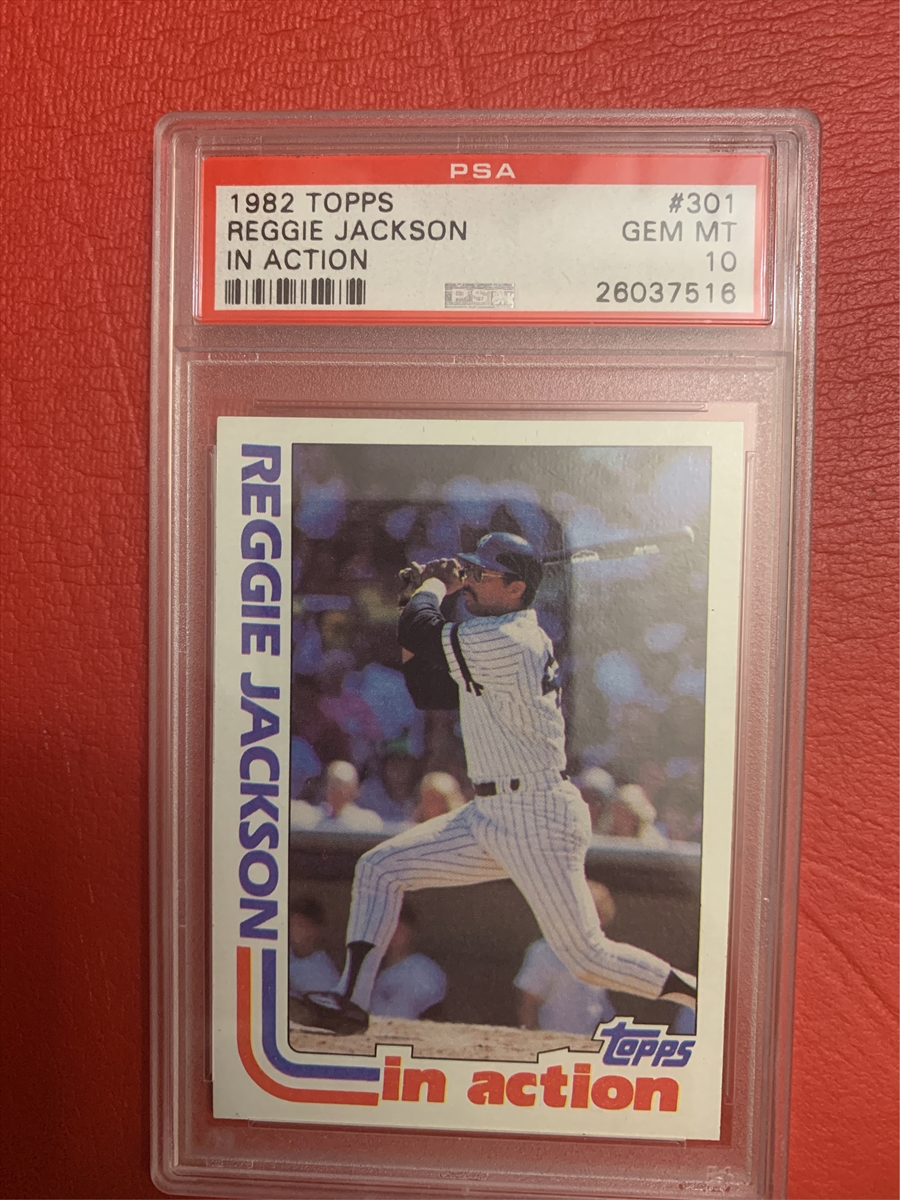 PSA
1982 TOPPS #301
REGGIE JACKSON GEM MT
IN ACTION 10
PSA 26037516
REGGIE JACKSON
topps
in action